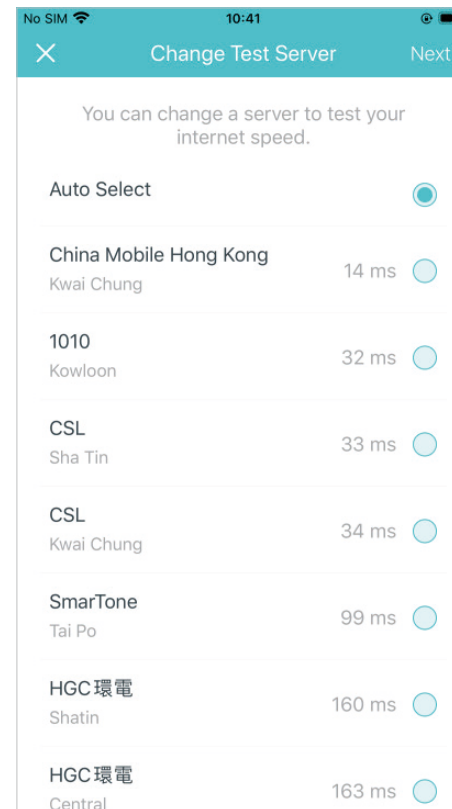 No SIM 10:41
Change Test Server Next
You can change a server to test your
internet speed.
Auto Select
China Mobile Hong Kong
Kwai Chung
14 ms
1010
Kowloon
32 ms
CSL
Sha Tin
33 ms
CSL
Kwai Chung
34 ms
SmarTone
Tai Po
99 ms
HGC環電
Shatin
160 ms
HGC環電
Central
163 ms